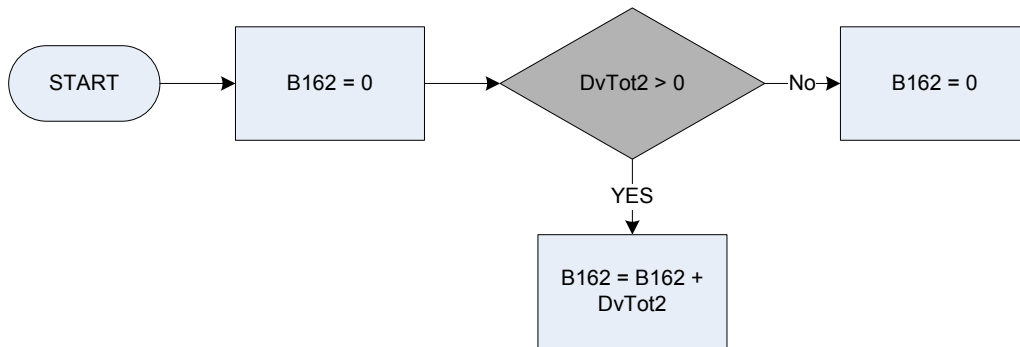 START
B162 = 0
DvTot2 > 0
No
B162 = 0
YES
B162 = B162 +
DvTot2